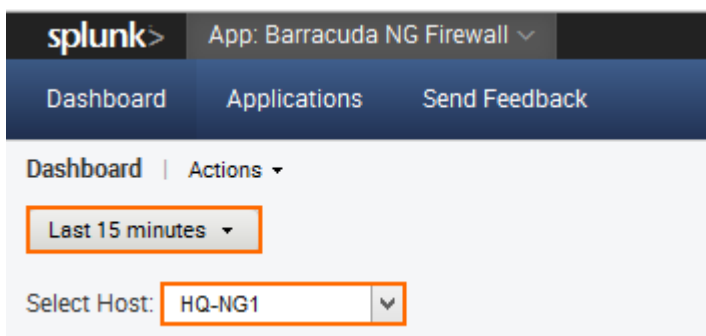 splunk> App: Barracuda NG Firewall
Dashboard Applications Send Feedback
Dashboard | Actions
Last 15 minutes
Select Host: HQ-NG1